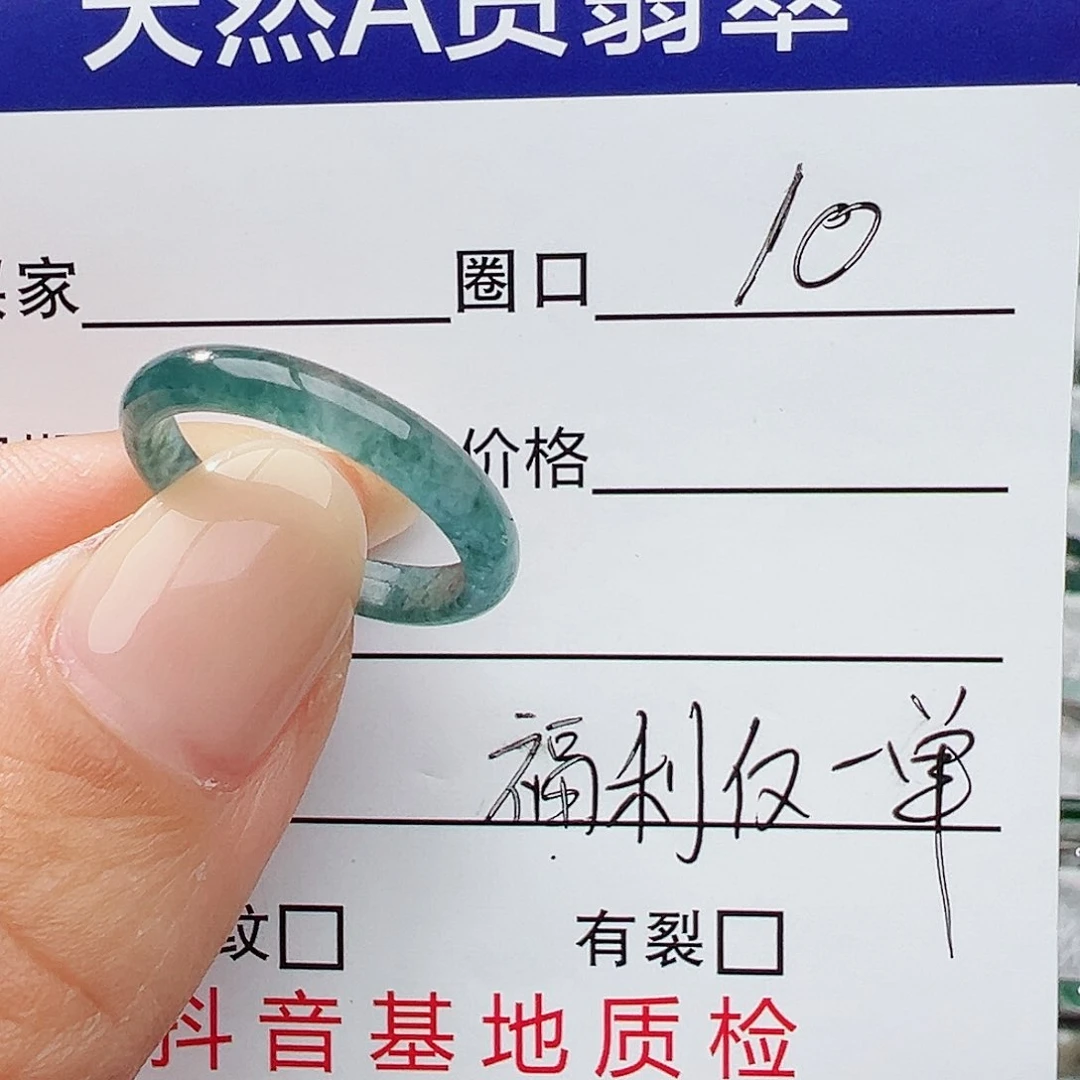 天然A货翡翠
买家 圈口 10
价格
福利仅一单
纹 有裂
抖音基地质检